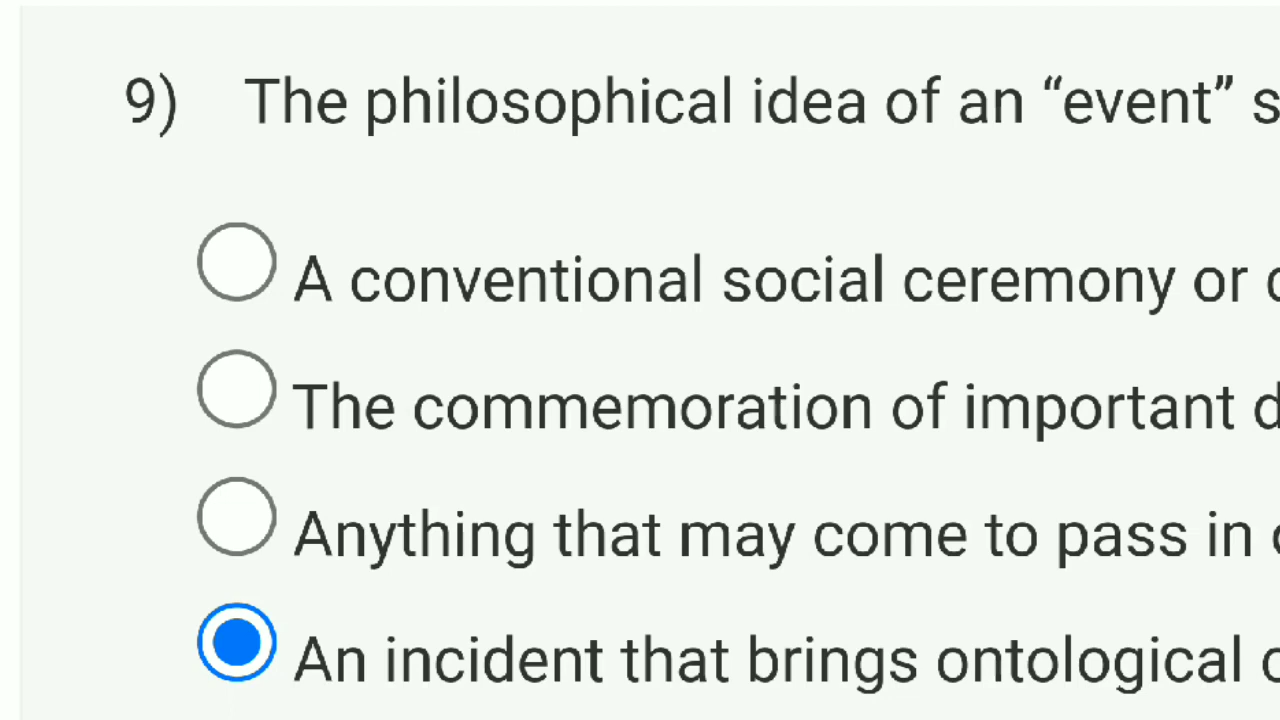 9) The philosophical idea of an “event”
A conventional social ceremony or
The commemoration of important
Anything that may come to pass in
An incident that brings ontological